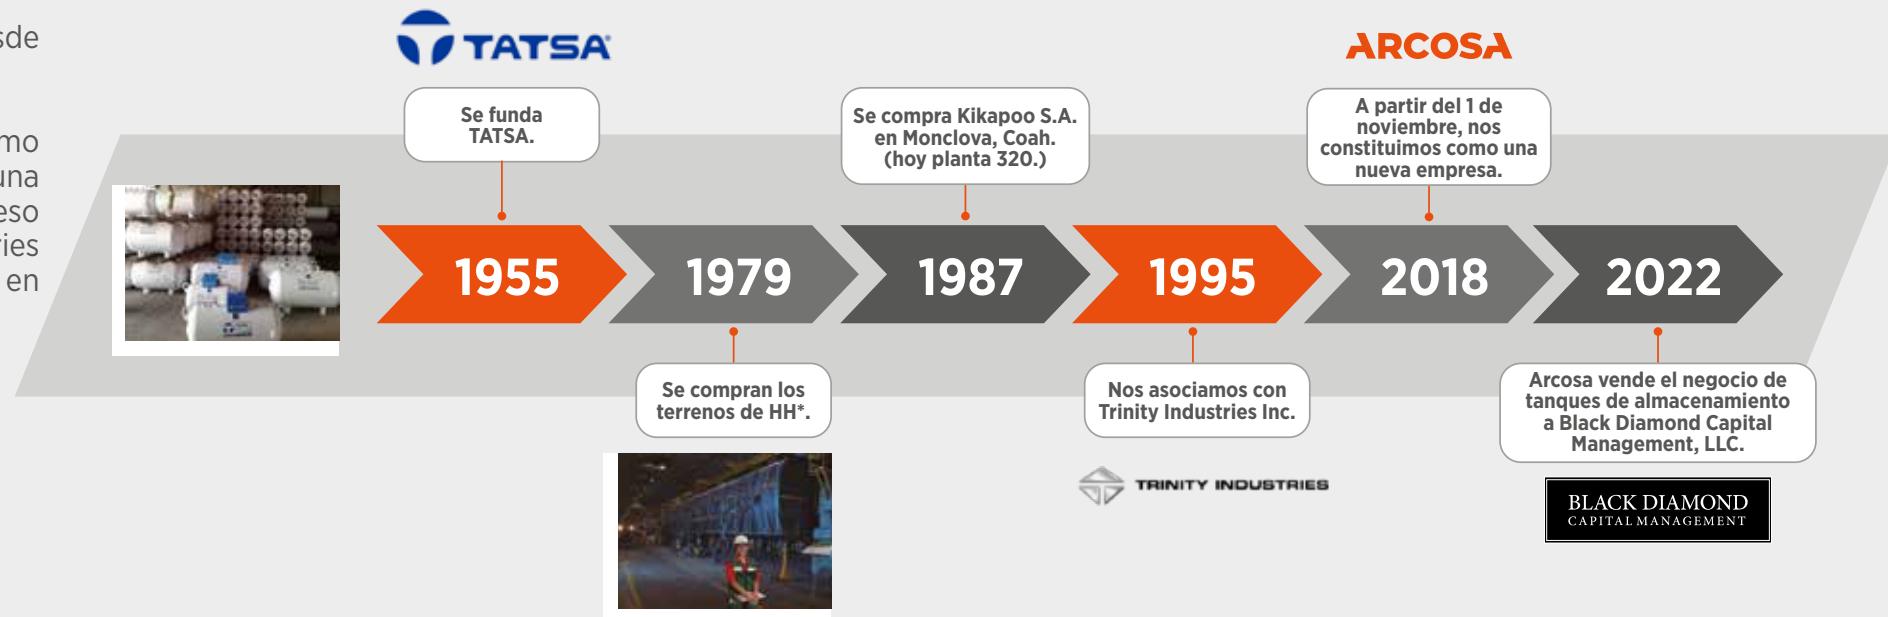 sde
mo
una
eso
ries
en
TATSA
ARCOSA
Se funda
TATSA.
Se compra Kikapoo S.A.
en Monclova, Coah.
(hoy planta 320.)
A partir del 1 de
noviembre, nos
constituimos como una
nueva empresa.
1955
1979
1987
1995
2018
2022
Se compran los
terrenos de HH*.
Nos asociamos con
Trinity Industries Inc.
Arcosa vende el negocio de
tanques de almacenamiento
a Black Diamond Capital
Management, LLC.
TRINITY INDUSTRIES
BLACK DIAMOND
CAPITAL MANAGEMENT